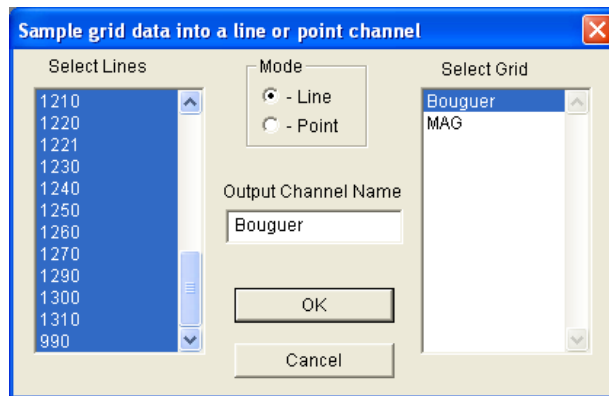 Sample grid data into a line or point channel
Select Lines
1210
1220
1221
1230
1240
1250
1260
1270
1290
1300
1310
990
Mode
- Line
- Point
Output Channel Name
Bouguer
OK
Cancel
Select Grid
Bouguer
MAG